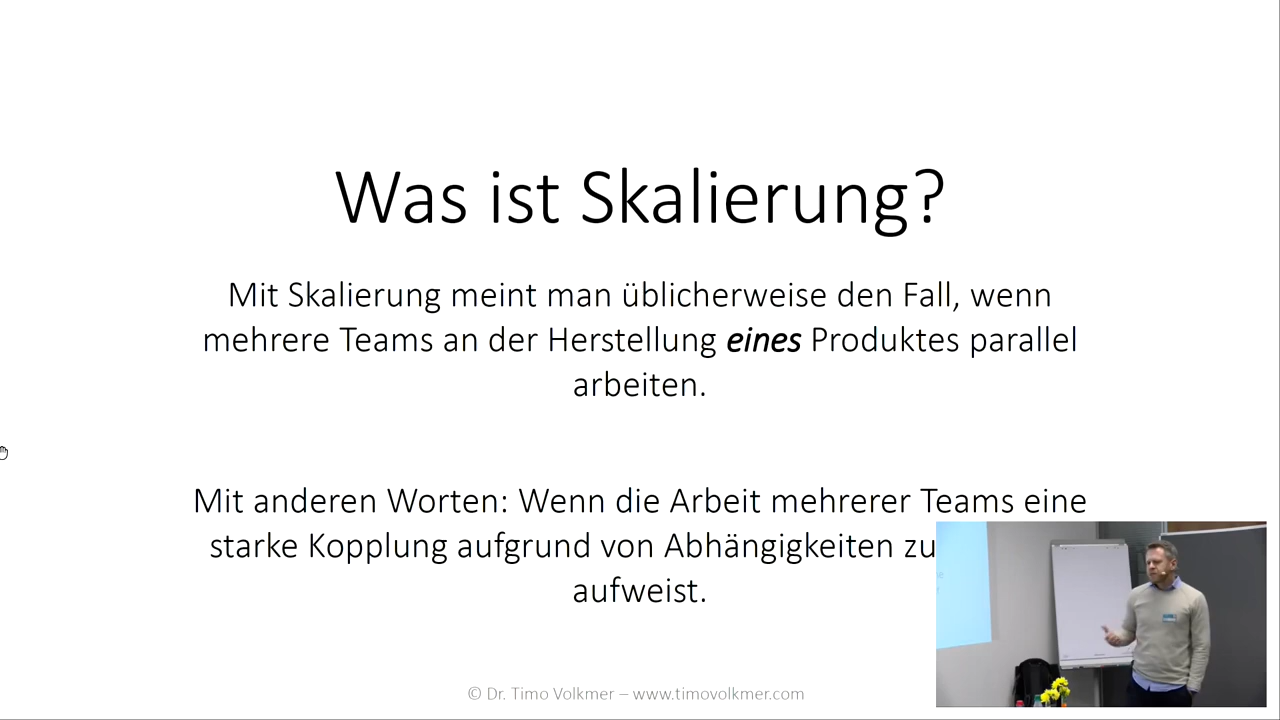 Was ist Skalierung?
Mit Skalierung meint man üblicherweise den Fall, wenn
mehrere Teams an der Herstellung eines Produktes parallel
arbeiten.
Mit anderen Worten: Wenn die Arbeit mehrerer Teams eine
starke Kopplung aufgrund von Abhängigkeiten zu
aufweist.
© Dr. Timo Volkmer – www.timovolkmer.com